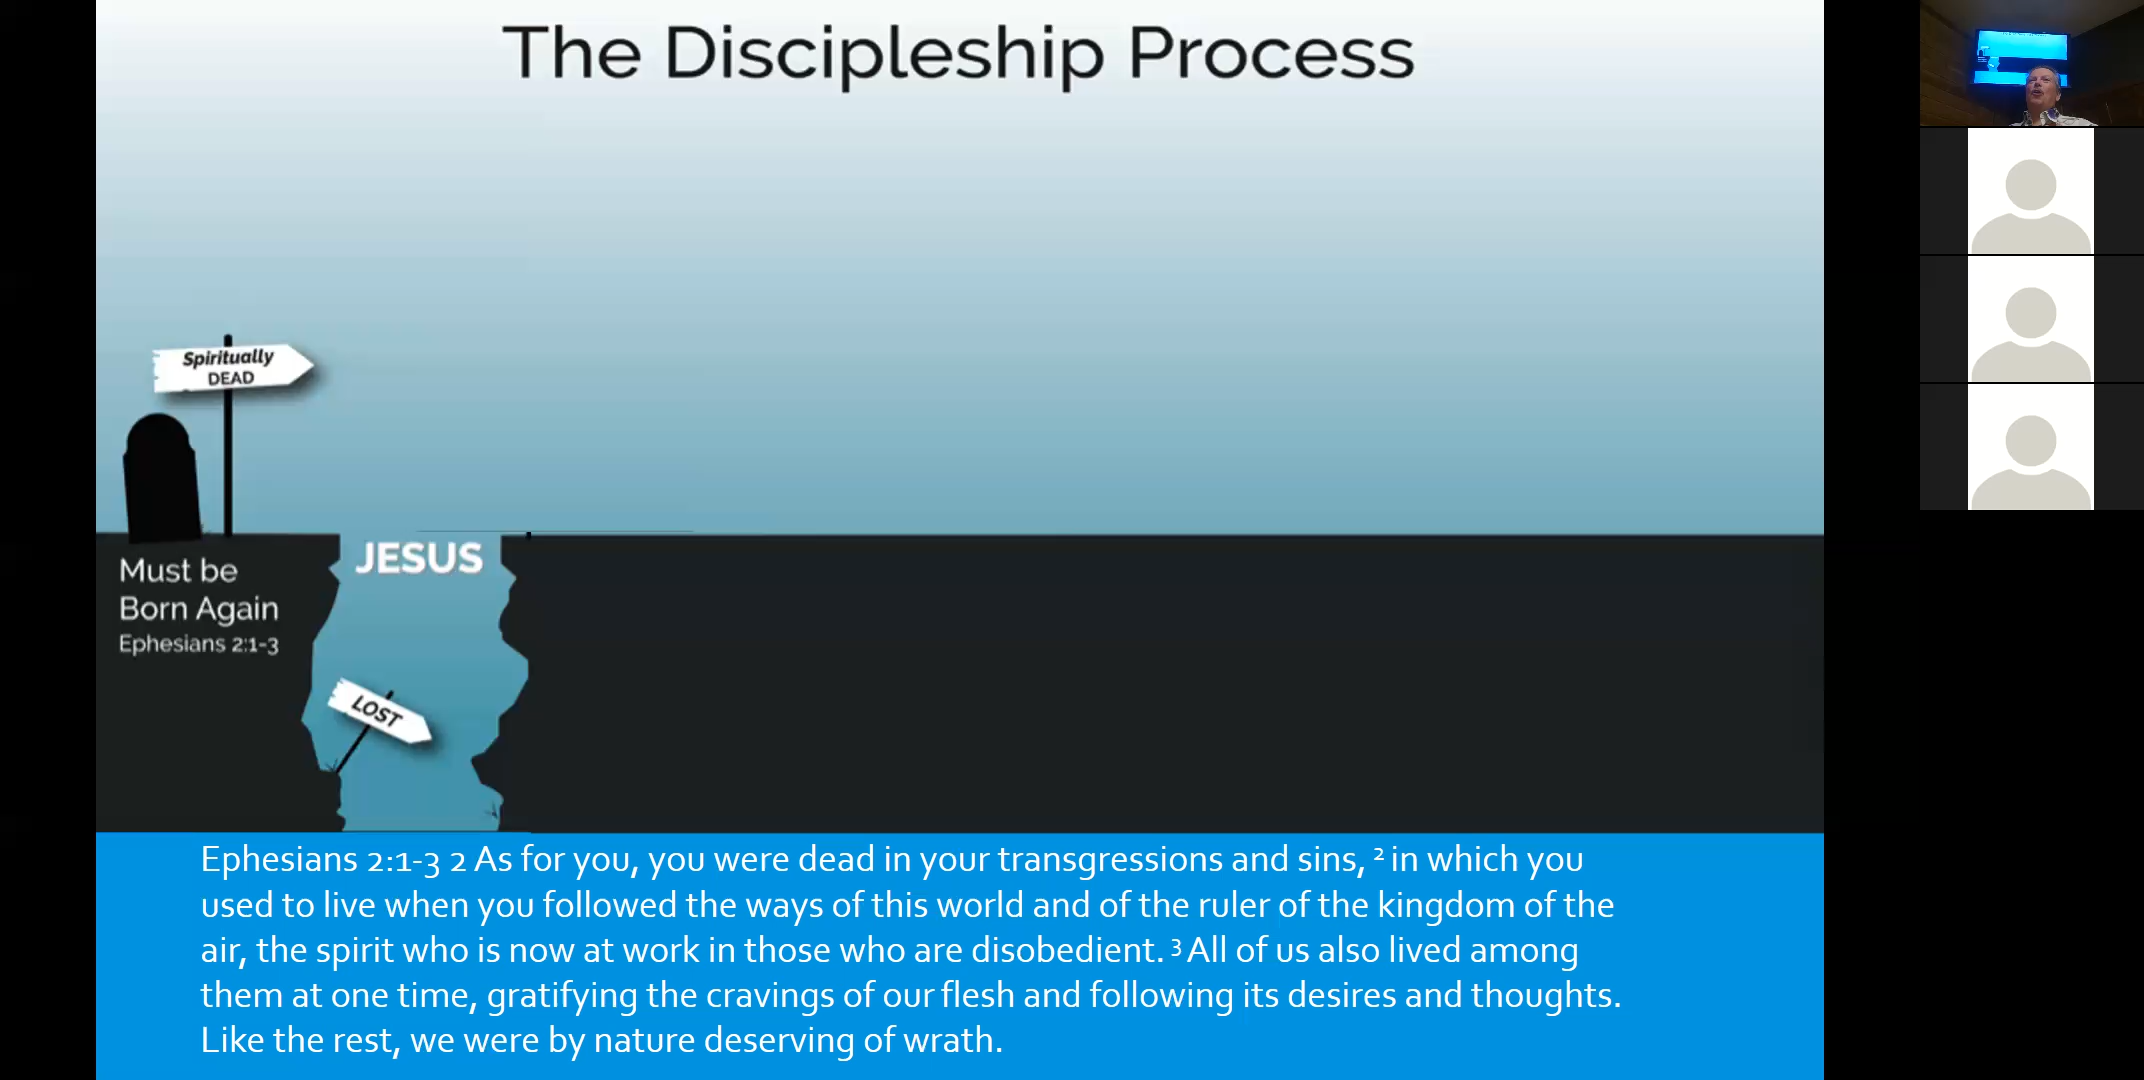 The Discipleship Process
Spiritually
DEAD
JESUS
Must be
Born Again
Ephesians 2:1-3
LOST
Ephesians 2:1-3 2 As for you, you were dead in your transgressions and sins, ² in which you
used to live when you followed the ways of this world and of the ruler of the kingdom of the
air, the spirit who is now at work in those who are disobedient. ³ All of us also lived among
them at one time, gratifying the cravings of our flesh and following its desires and thoughts.
Like the rest, we were by nature deserving of wrath.